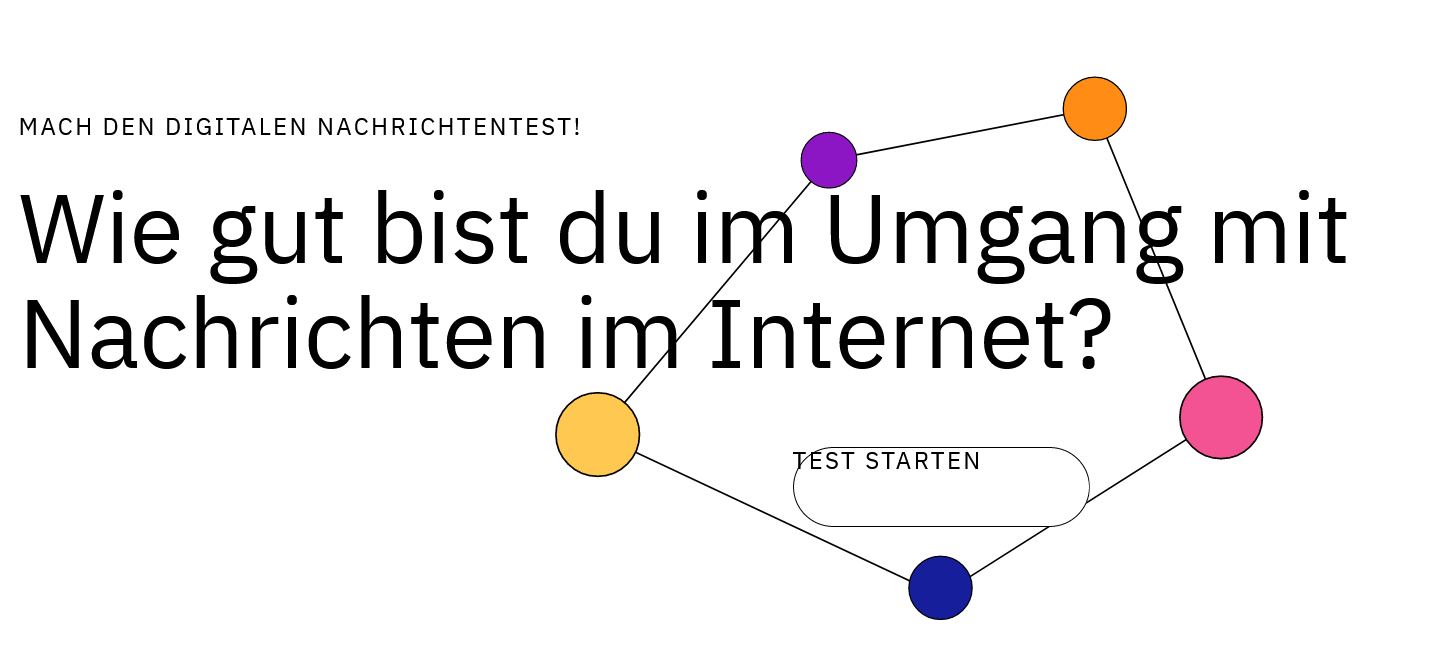 MACH DEN DIGITALEN NACHRICHTENTEST!
Wie gut bist du im Umgang mit
Nachrichten im Internet?
TEST STARTEN